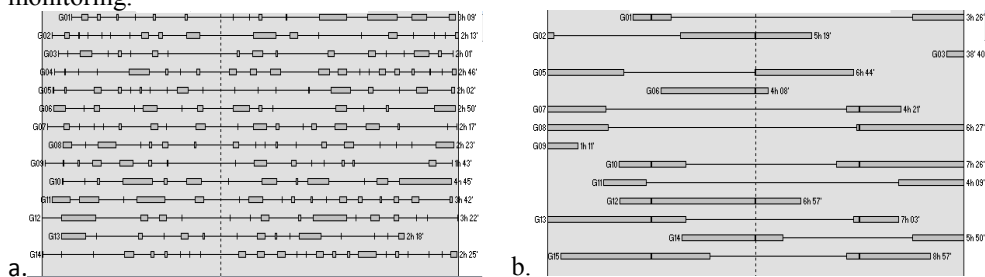 monitoring.
G01 3h 09'
G02 2h 13'
G03 2h 01'
G04 2h 46'
G05 2h 02'
G06 2h 50'
G07 2h 17'
G08 2h 23'
G09 1h 43'
G10 4h 45'
G11 3h 42'
G12 3h 22'
G13 2h 18'
G14 2h 25'
a.
G01 3h 26'
G02 5h 19'
G03 38' 40
G05 6h 44'
G06 4h 08'
G07 4h 21'
G08 6h 27'
G09 1h 11'
G10 7h 26'
G11 4h 09'
G12 6h 57'
G13 7h 03'
G14 5h 50'
G15 8h 57'
b.